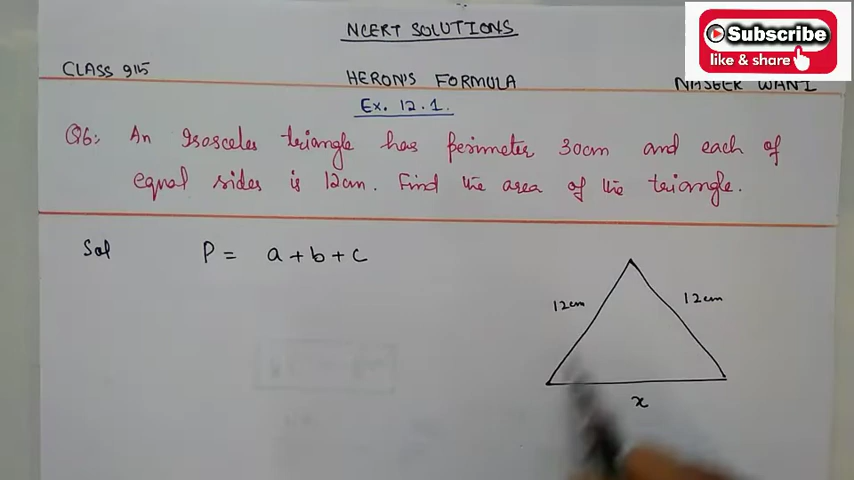 NCERT SOLUTIONS
Subscribe
like & share
CLASS 9th
HERON'S FORMULA
WANI
Ex. 12.1.
Q6: An Isosceles triangle has perimeter 30cm and each of
equal sides is 12cm. Find the area of the triangle.
Sol
P = a + b + c
12cm
12cm
x